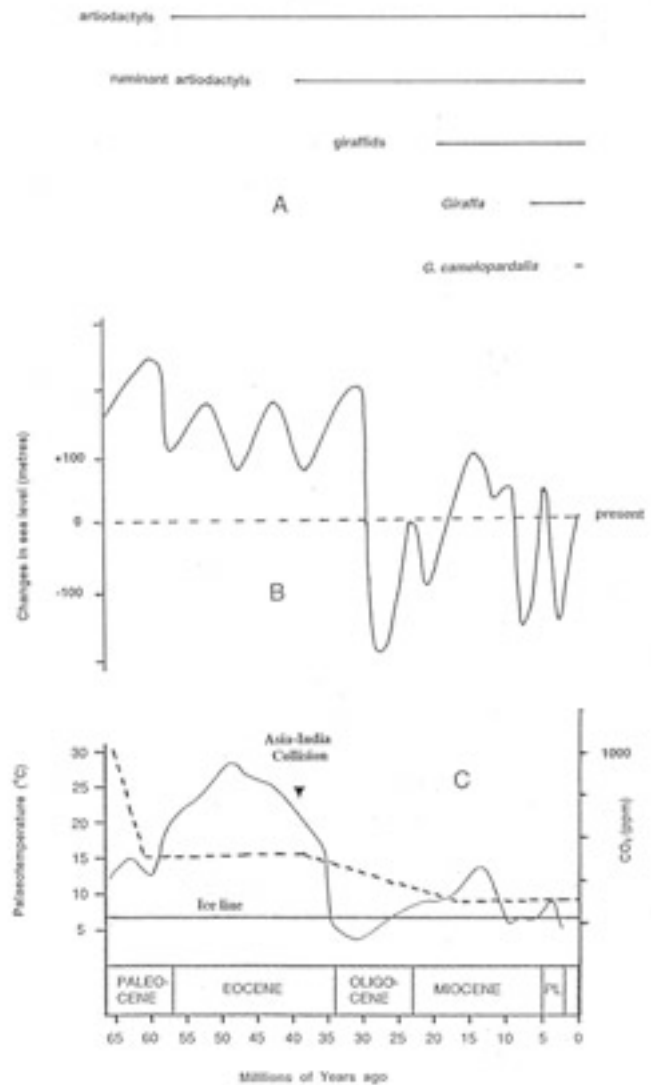 artiodactyls
ruminant artiodactyls
giraffids
A
Giraffa
G. camelopardalis
Changes in sea level (metres)
+100
0
-100
present
B
Asia-India
Collision
C
Palaeotemperature (°C)
30
25
20
15
10
5
Ice line
1000
CO₂ (ppm)
PALEO-
CENE
EOCENE
OLIGO-
CENE
MIOCENE
PL
65 60 55 50 45 40 35 30 25 20 15 10 5 0
Millions of Years ago